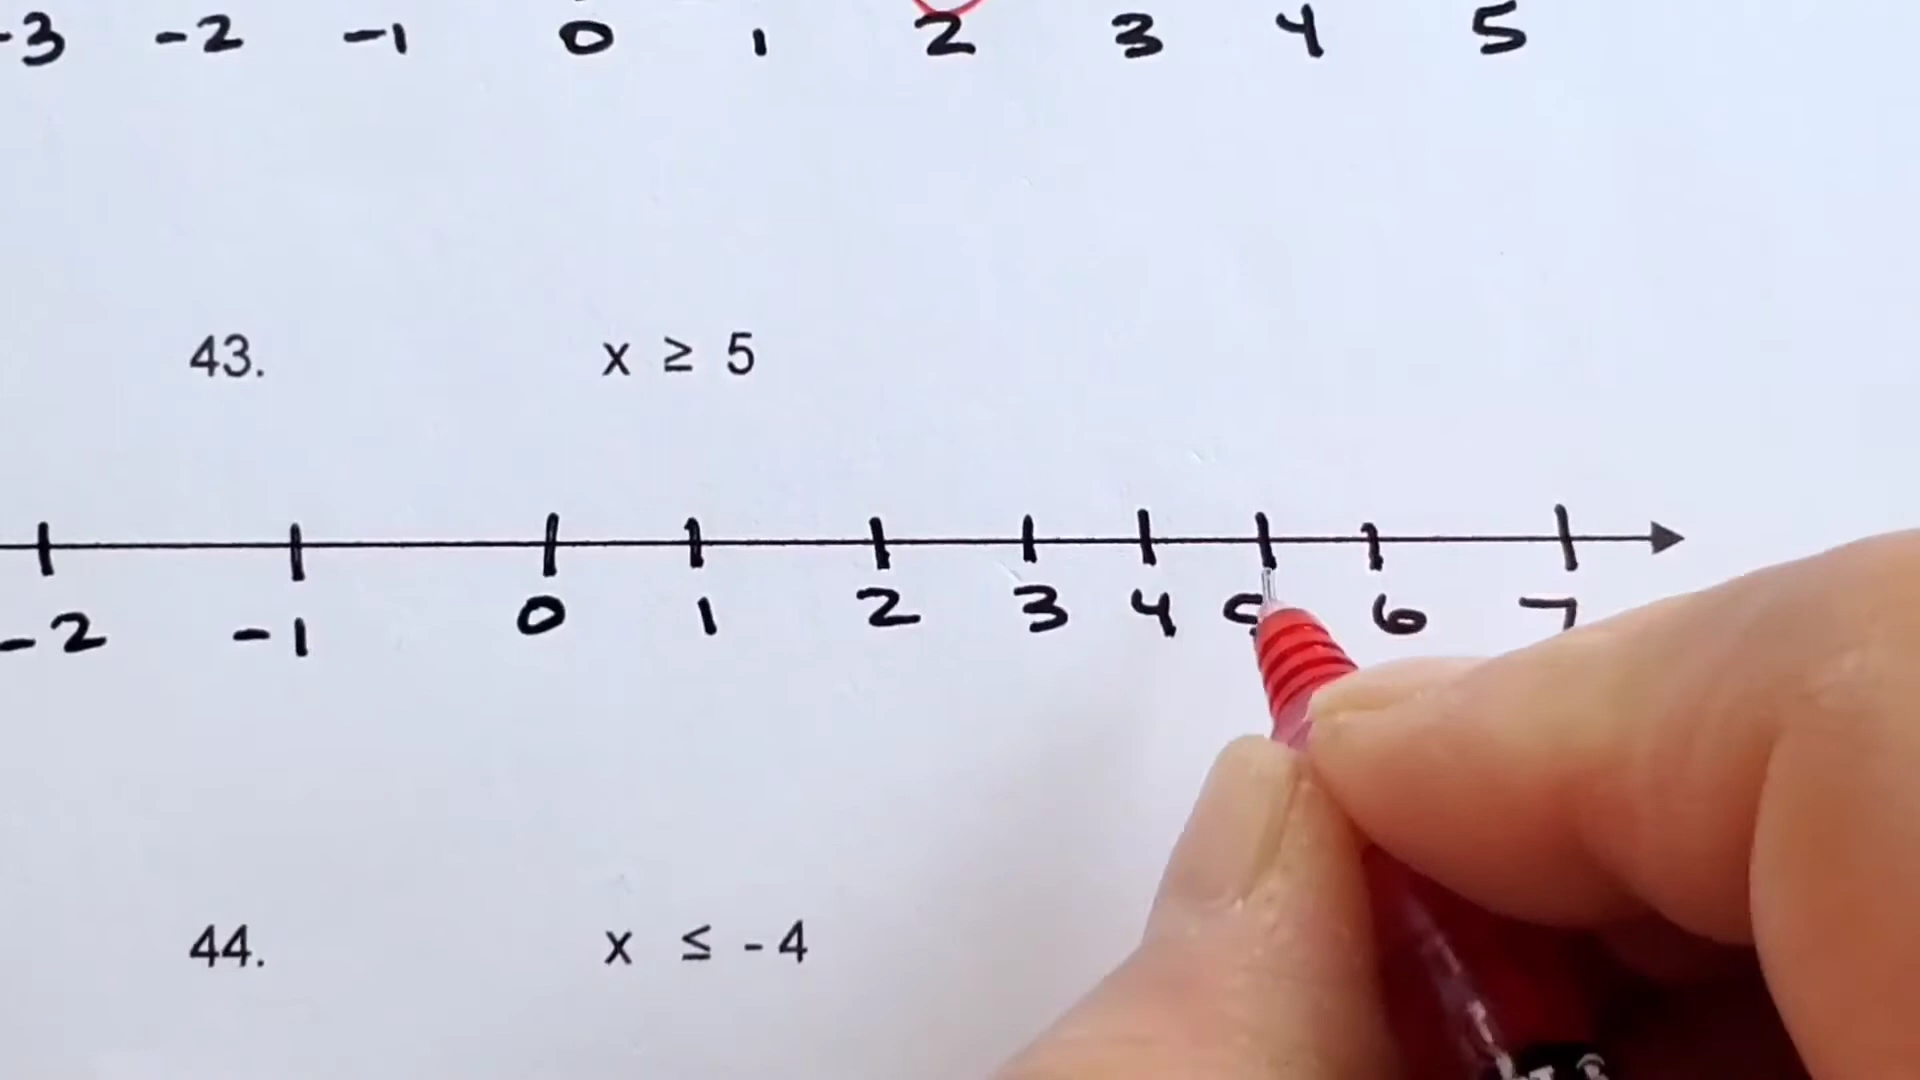 -3 -2 -1 0 1 2 3 4 5
43. x ≥ 5
-2 -1 0 1 2 3 4 5 6 7
44. x ≤ -4